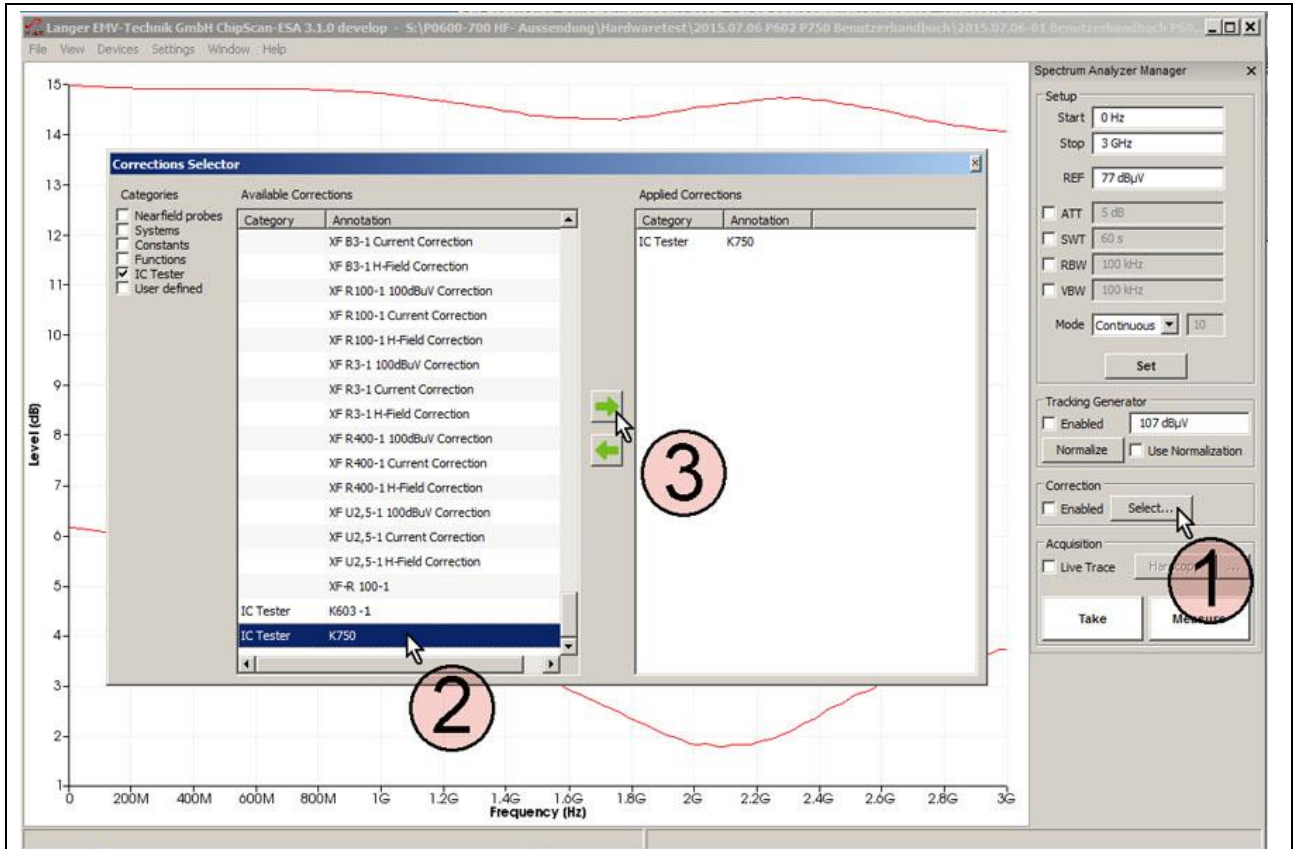 Langer EMV-Technik GmbH ChipScan-ESA 3.1.0 develop - S:\P0600-700 HF- Aussendung\Hardwaretest\2015.07.06 P602 P750 Benutzerhandbuch\2015.07.06-01 Benutzerhandbuch P60...
File View Devices Settings Window Help
Spectrum Analyzer Manager
Setup
Start 0 Hz
Stop 3 GHz
REF 77 dBµV
ATT 5 dB
SWT 60 s
RBW 100 kHz
VBW 100 kHz
Mode Continuous 10
Set
Tracking Generator
Enabled 107 dBµV
Normalize Use Normalization
Correction
Enabled Select...
Acquisition
Live Trace ...
Take
1
Corrections Selector
Categories
Nearfield probes
Systems
Constants
Functions
IC Tester
User defined
Available Corrections
Category Annotation
XF B3-1 Current Correction
XF B3-1 H-Field Correction
XF R100-1 100dBuV Correction
XF R100-1 Current Correction
XF R100-1 H-Field Correction
XF R3-1 100dBuV Correction
XF R3-1 Current Correction
XF R3-1 H-Field Correction
XF R400-1 100dBuV Correction
XF R400-1 Current Correction
XF R400-1 H-Field Correction
XF U2,5-1 100dBuV Correction
XF U2,5-1 Current Correction
XF U2,5-1 H-Field Correction
XF-R 100-1
IC Tester K603 -1
IC Tester K750
2
3
Applied Corrections
Category Annotation
IC Tester K750
Level (dB)
15
14
13
12
11
10
9
8
7
6
5
4
3
2
1
0 200M 400M 600M 800M 1G 1.2G 1.4G 1.6G 1.8G 2G 2.2G 2.4G 2.6G 2.8G 3G
Frequency (Hz)